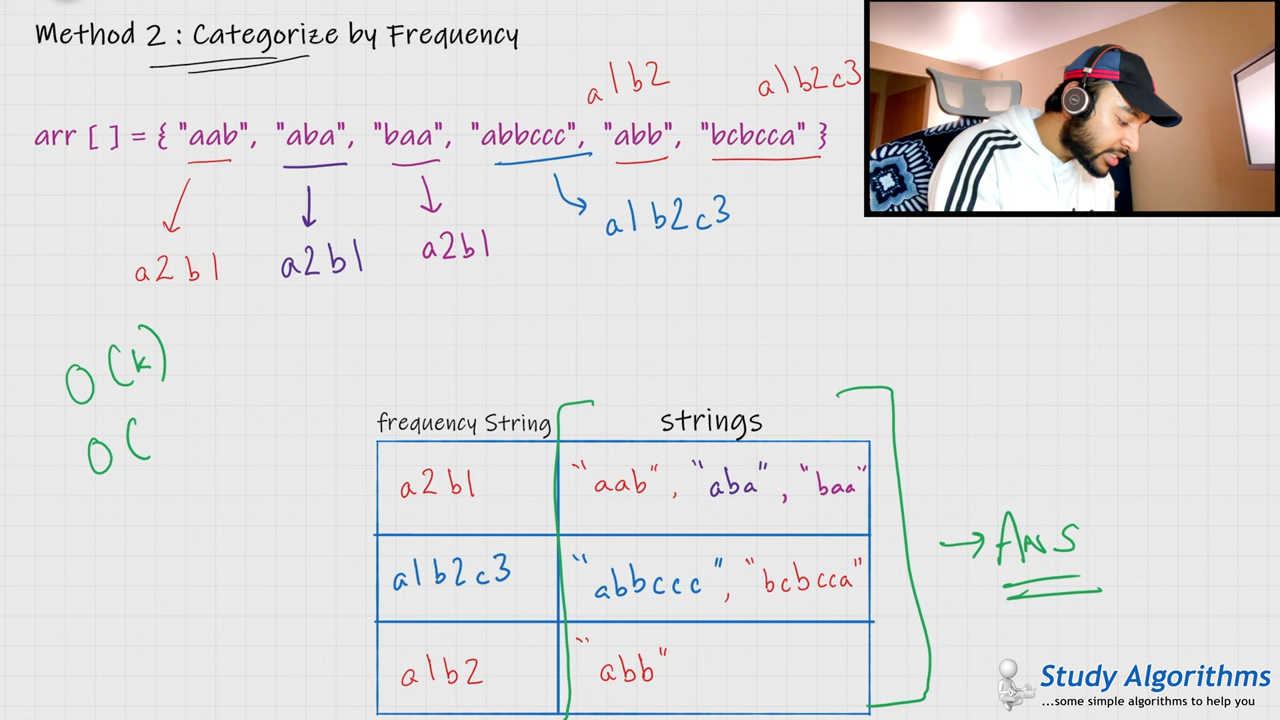 Method 2 : Categorize by Frequency
a1b2 a1b2c3
arr [ ] = { "aab", "aba", "baa", "abbccc", "abb", "bcbcca" }
a2b1 a2b1 a2b1 a1b2c3
O(k)
O(
frequency String strings
a2b1 "aab", "aba", "baa"
a1b2c3 "abbccc", "bcbcca"
→ Ans
a1b2 "abb"
Study Algorithms
...some simple algorithms to help you